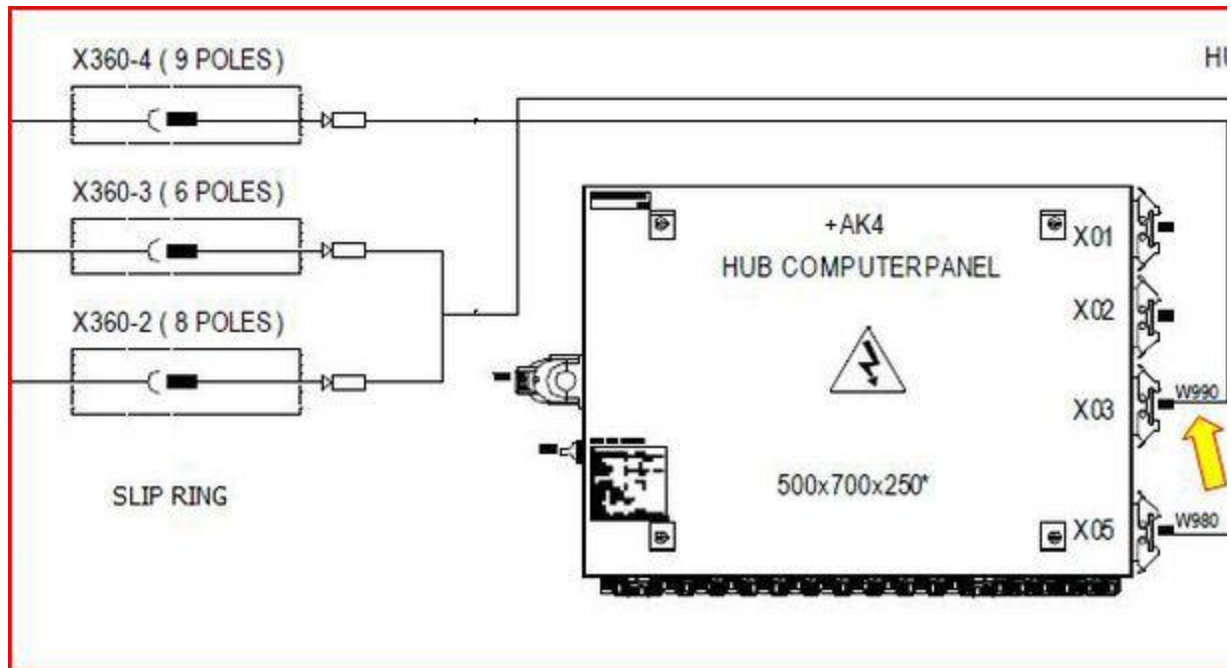 X360-4 ( 9 POLES )
HU
X360-3 ( 6 POLES )
X360-2 ( 8 POLES )
SLIP RING
+AK4
HUB COMPUTERPANEL
X01
X02
X03
W990
500x700x250*
X05
W980